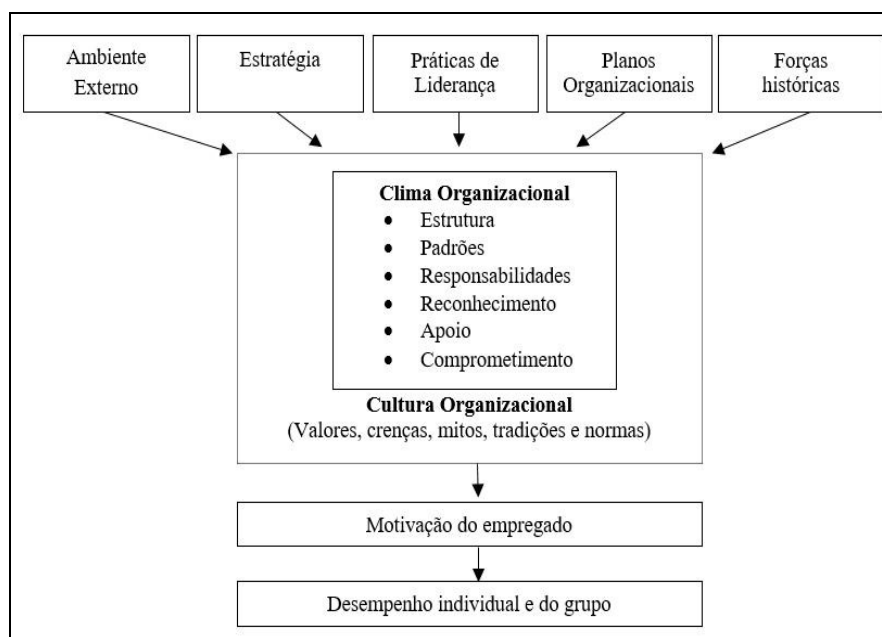 Ambiente
Externo
Estratégia
Práticas de
Liderança
Planos
Organizacionais
Forças
históricas
Clima Organizacional
• Estrutura
• Padrões
• Responsabilidades
• Reconhecimento
• Apoio
• Comprometimento
Cultura Organizacional
(Valores, crenças, mitos, tradições e normas)
Motivação do empregado
Desempenho individual e do grupo